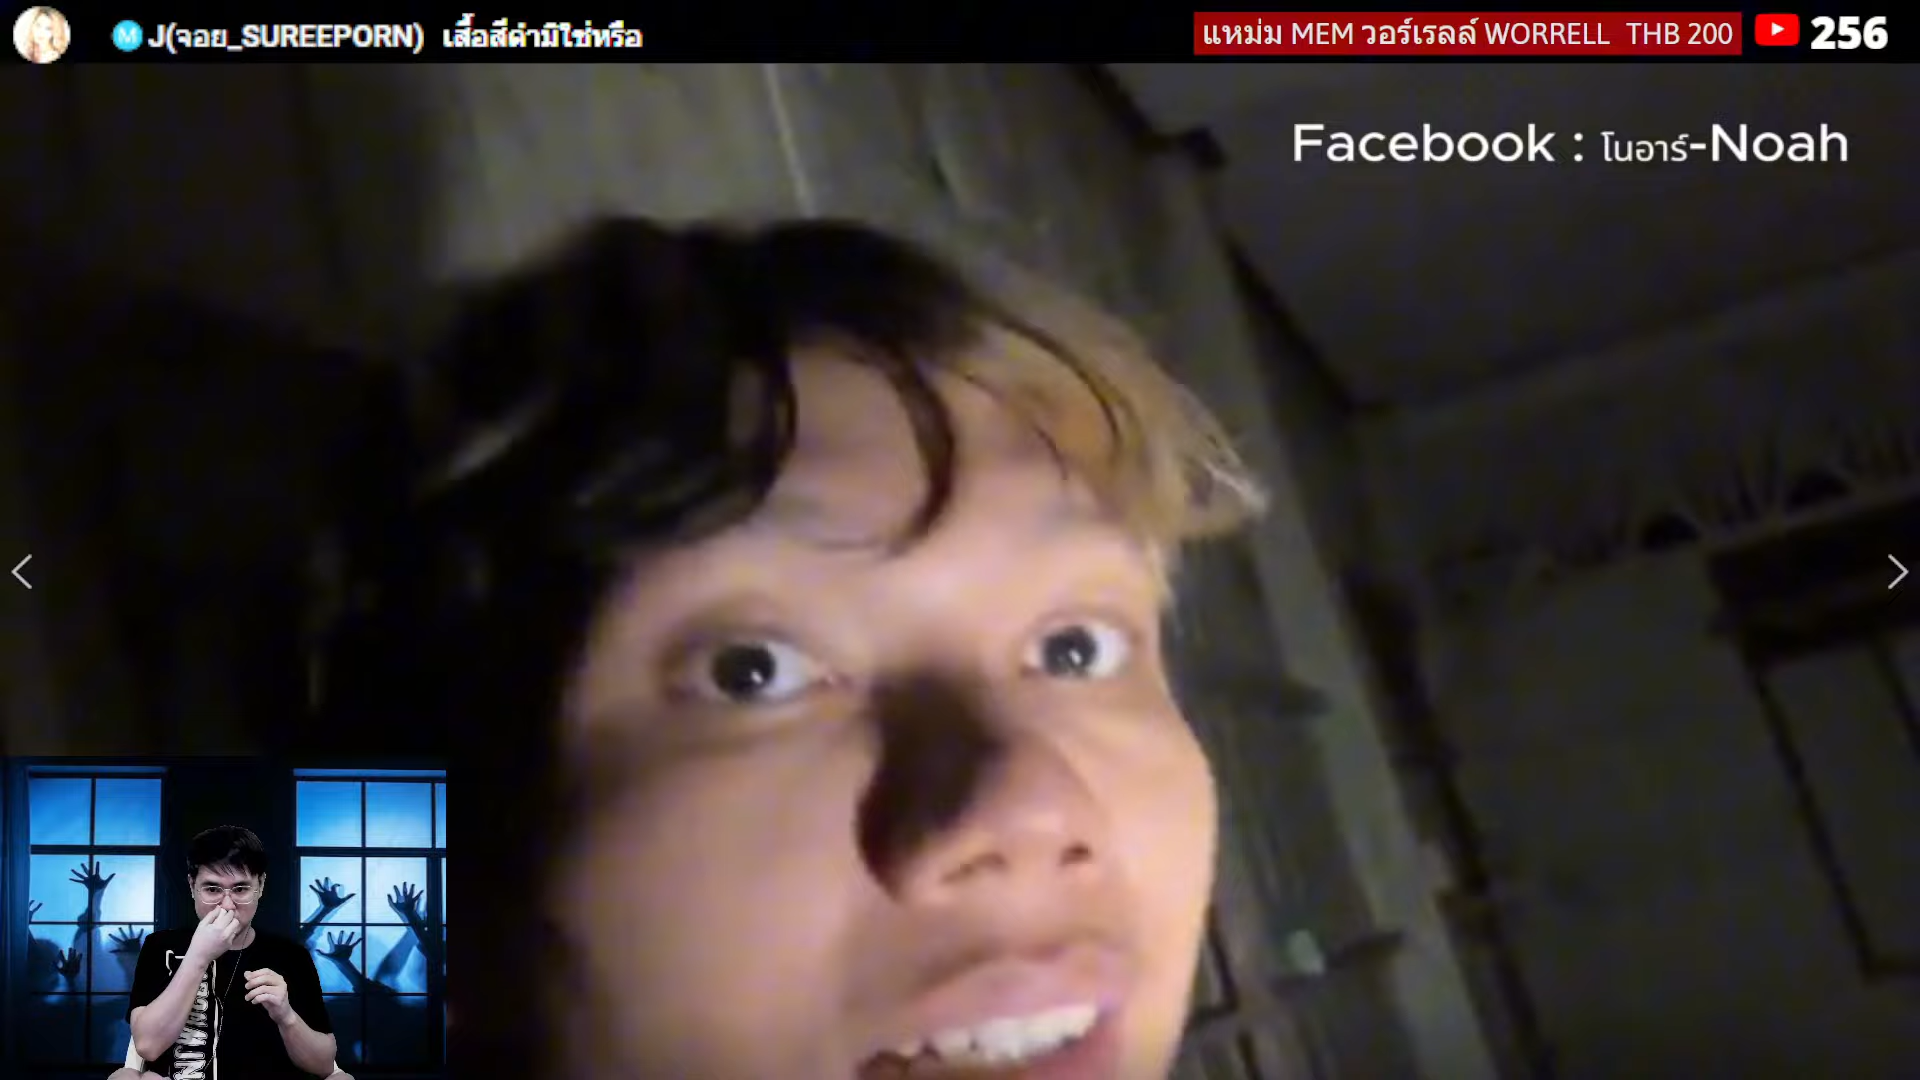 J(จอย_SUREEPORN) เสื้อสีดำมิใช่หรือ
แหม่ม MEM วอร์เรลล์ WORRELL THB 200
256
Facebook : โนอาร์-Noah